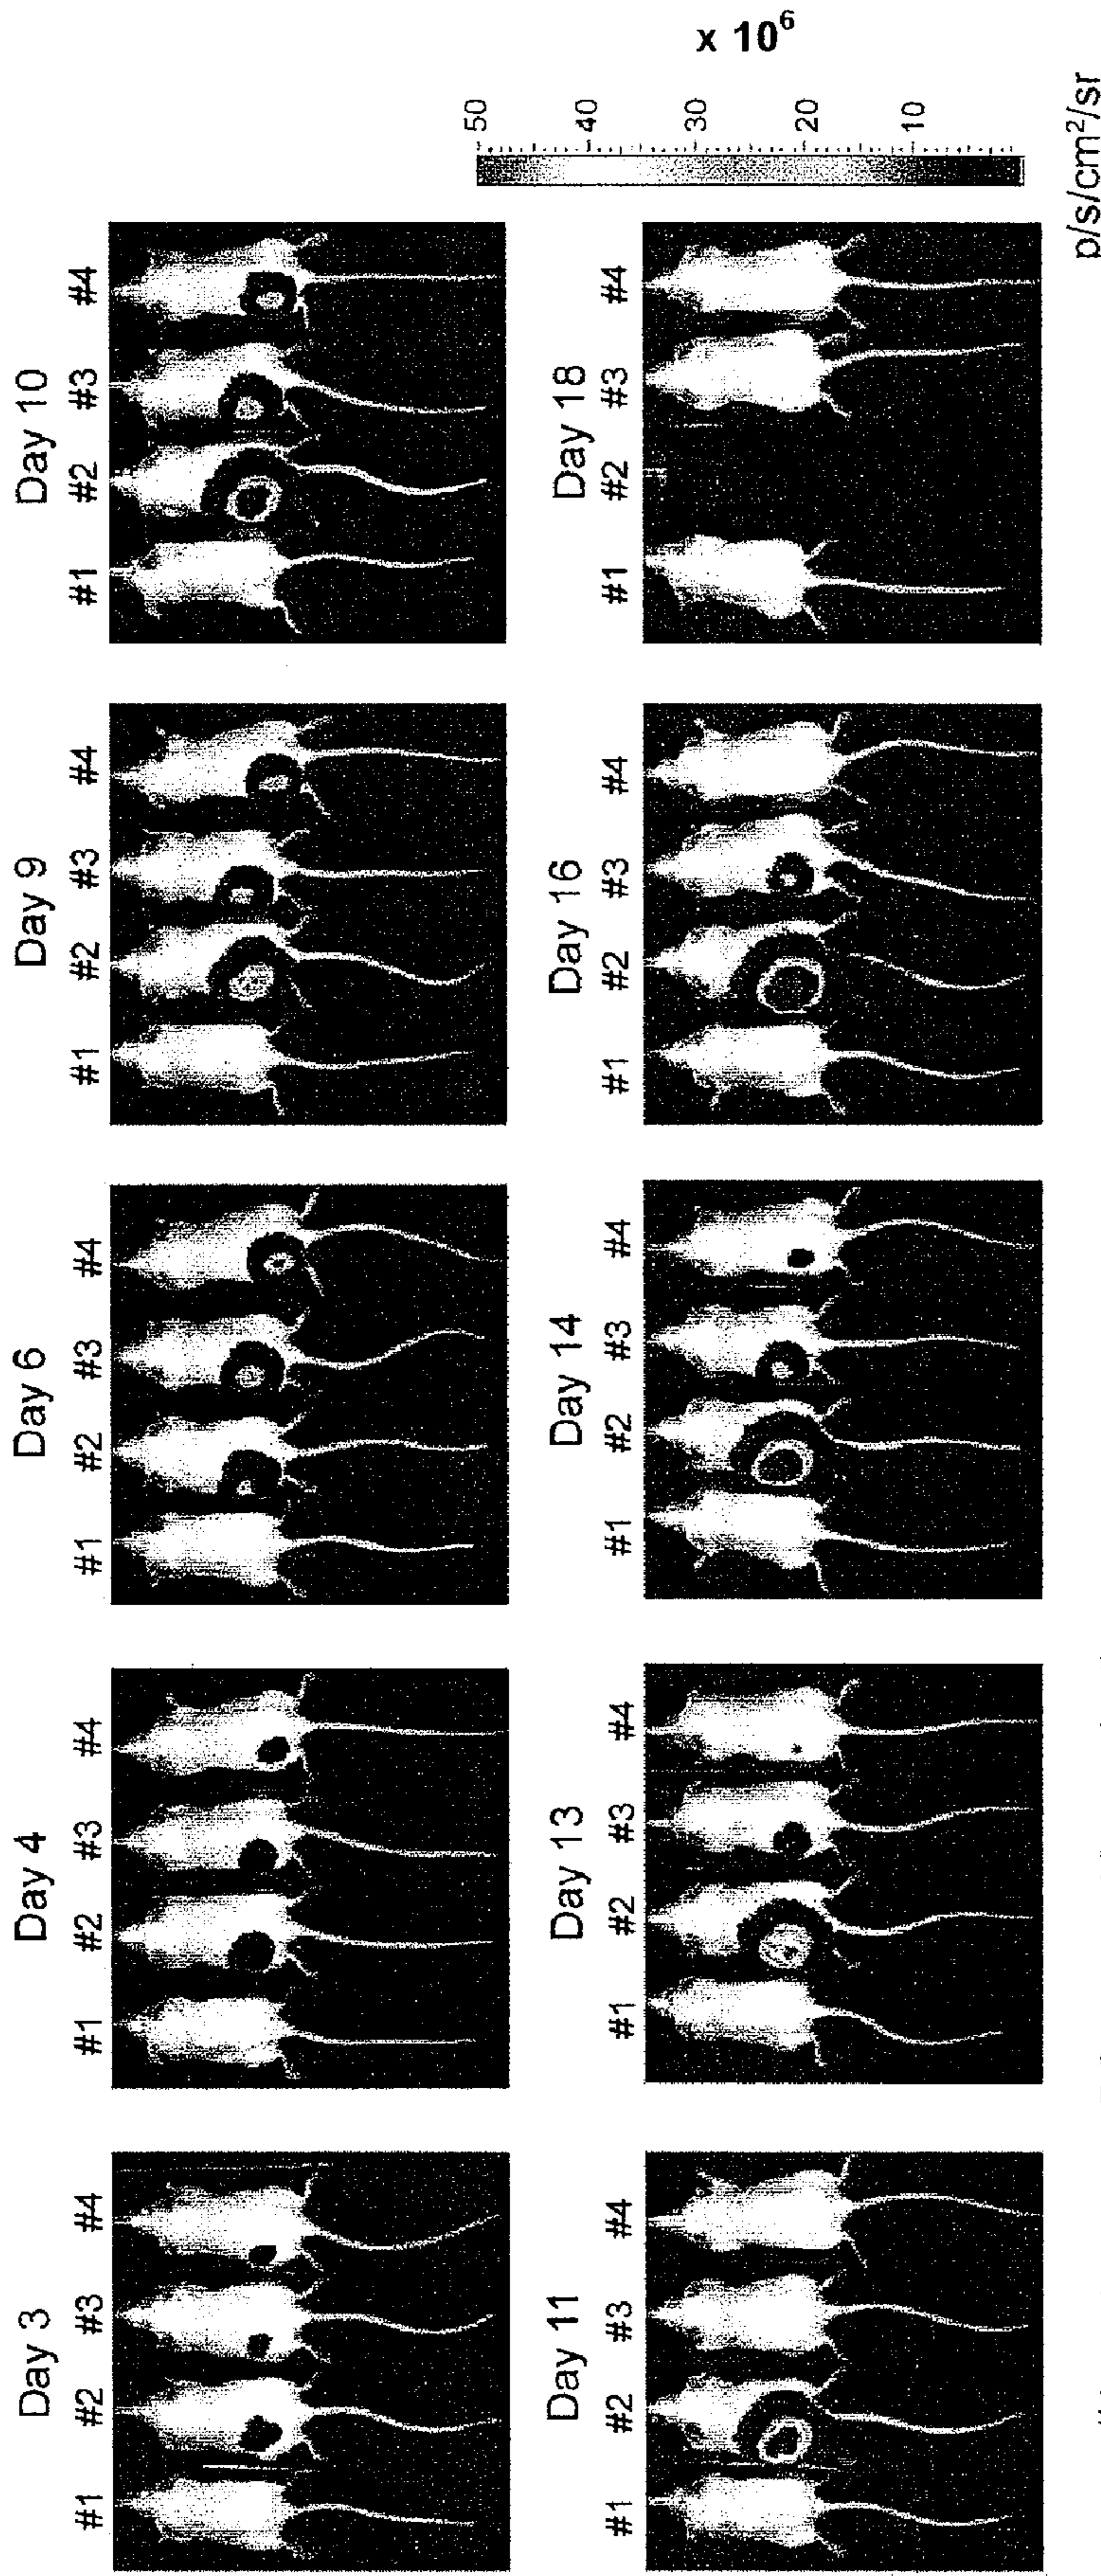 Day 3
#1 #2 #3 #4
Day 4
#1 #2 #3 #4
Day 6
#1 #2 #3 #4
Day 9
#1 #2 #3 #4
Day 10
#1 #2 #3 #4
Day 11
#1 #2 #3 #4
Day 13
#1 #2 #3 #4
Day 14
#1 #2 #3 #4
Day 16
#1 #2 #3 #4
Day 18
#1 #2 #3 #4
50
40
30
20
10
x 10⁶
p/s/cm²/sr